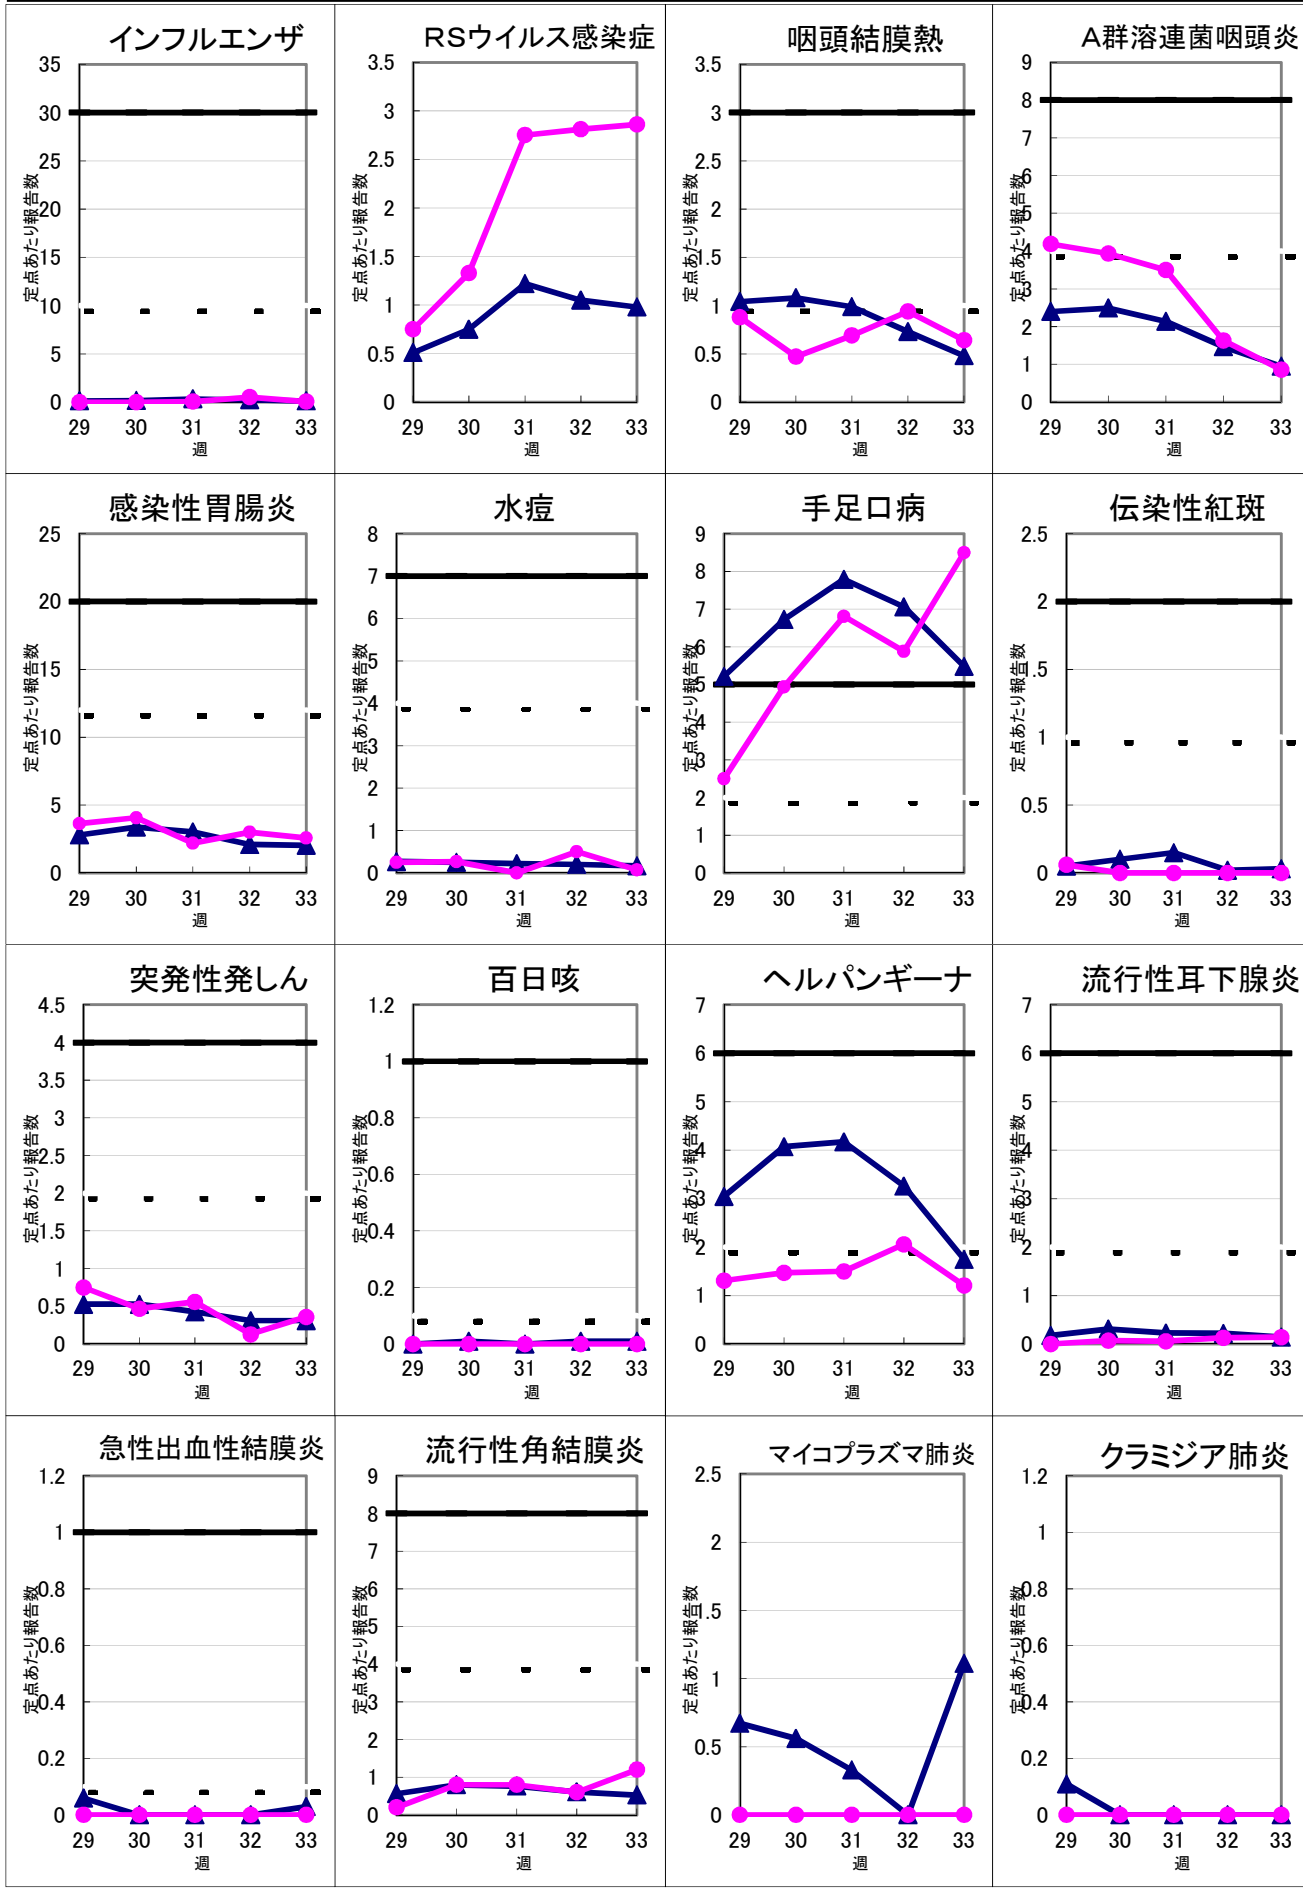 インフルエンザ
35
30
25
20
15
10
5
0
定点あたり報告数
29 30 31 32 33
週
RSウイルス感染症
3.5
3
2.5
2
1.5
1
0.5
0
定点あたり報告数
29 30 31 32 33
週
咽頭結膜熱
3.5
3
2.5
2
1.5
1
0.5
0
定点あたり報告数
29 30 31 32 33
週
A群溶連菌咽頭炎
9
8
7
6
5
4
3
2
1
0
定点あたり報告数
29 30 31 32 33
週
感染性胃腸炎
25
20
15
10
5
0
定点あたり報告数
29 30 31 32 33
週
水痘
8
7
6
5
4
3
2
1
0
定点あたり報告数
29 30 31 32 33
週
手足口病
9
8
7
6
5
4
3
2
1
0
定点あたり報告数
29 30 31 32 33
週
伝染性紅斑
2.5
2
1.5
1
0.5
0
定点あたり報告数
29 30 31 32 33
週
突発性発しん
4.5
4
3.5
3
2.5
2
1.5
1
0.5
0
定点あたり報告数
29 30 31 32 33
週
百日咳
1.2
1
0.8
0.6
0.4
0.2
0
定点あたり報告数
29 30 31 32 33
週
ヘルパンギーナ
7
6
5
4
3
2
1
0
定点あたり報告数
29 30 31 32 33
週
流行性耳下腺炎
7
6
5
4
3
2
1
0
定点あたり報告数
29 30 31 32 33
週
急性出血性結膜炎
1.2
1
0.8
0.6
0.4
0.2
0
定点あたり報告数
29 30 31 32 33
週
流行性角結膜炎
9
8
7
6
5
4
3
2
1
0
定点あたり報告数
29 30 31 32 33
週
マイコプラズマ肺炎
2.5
2
1.5
1
0.5
0
定点あたり報告数
29 30 31 32 33
週
クラミジア肺炎
1.2
1
0.8
0.6
0.4
0.2
0
定点あたり報告数
29 30 31 32 33
週